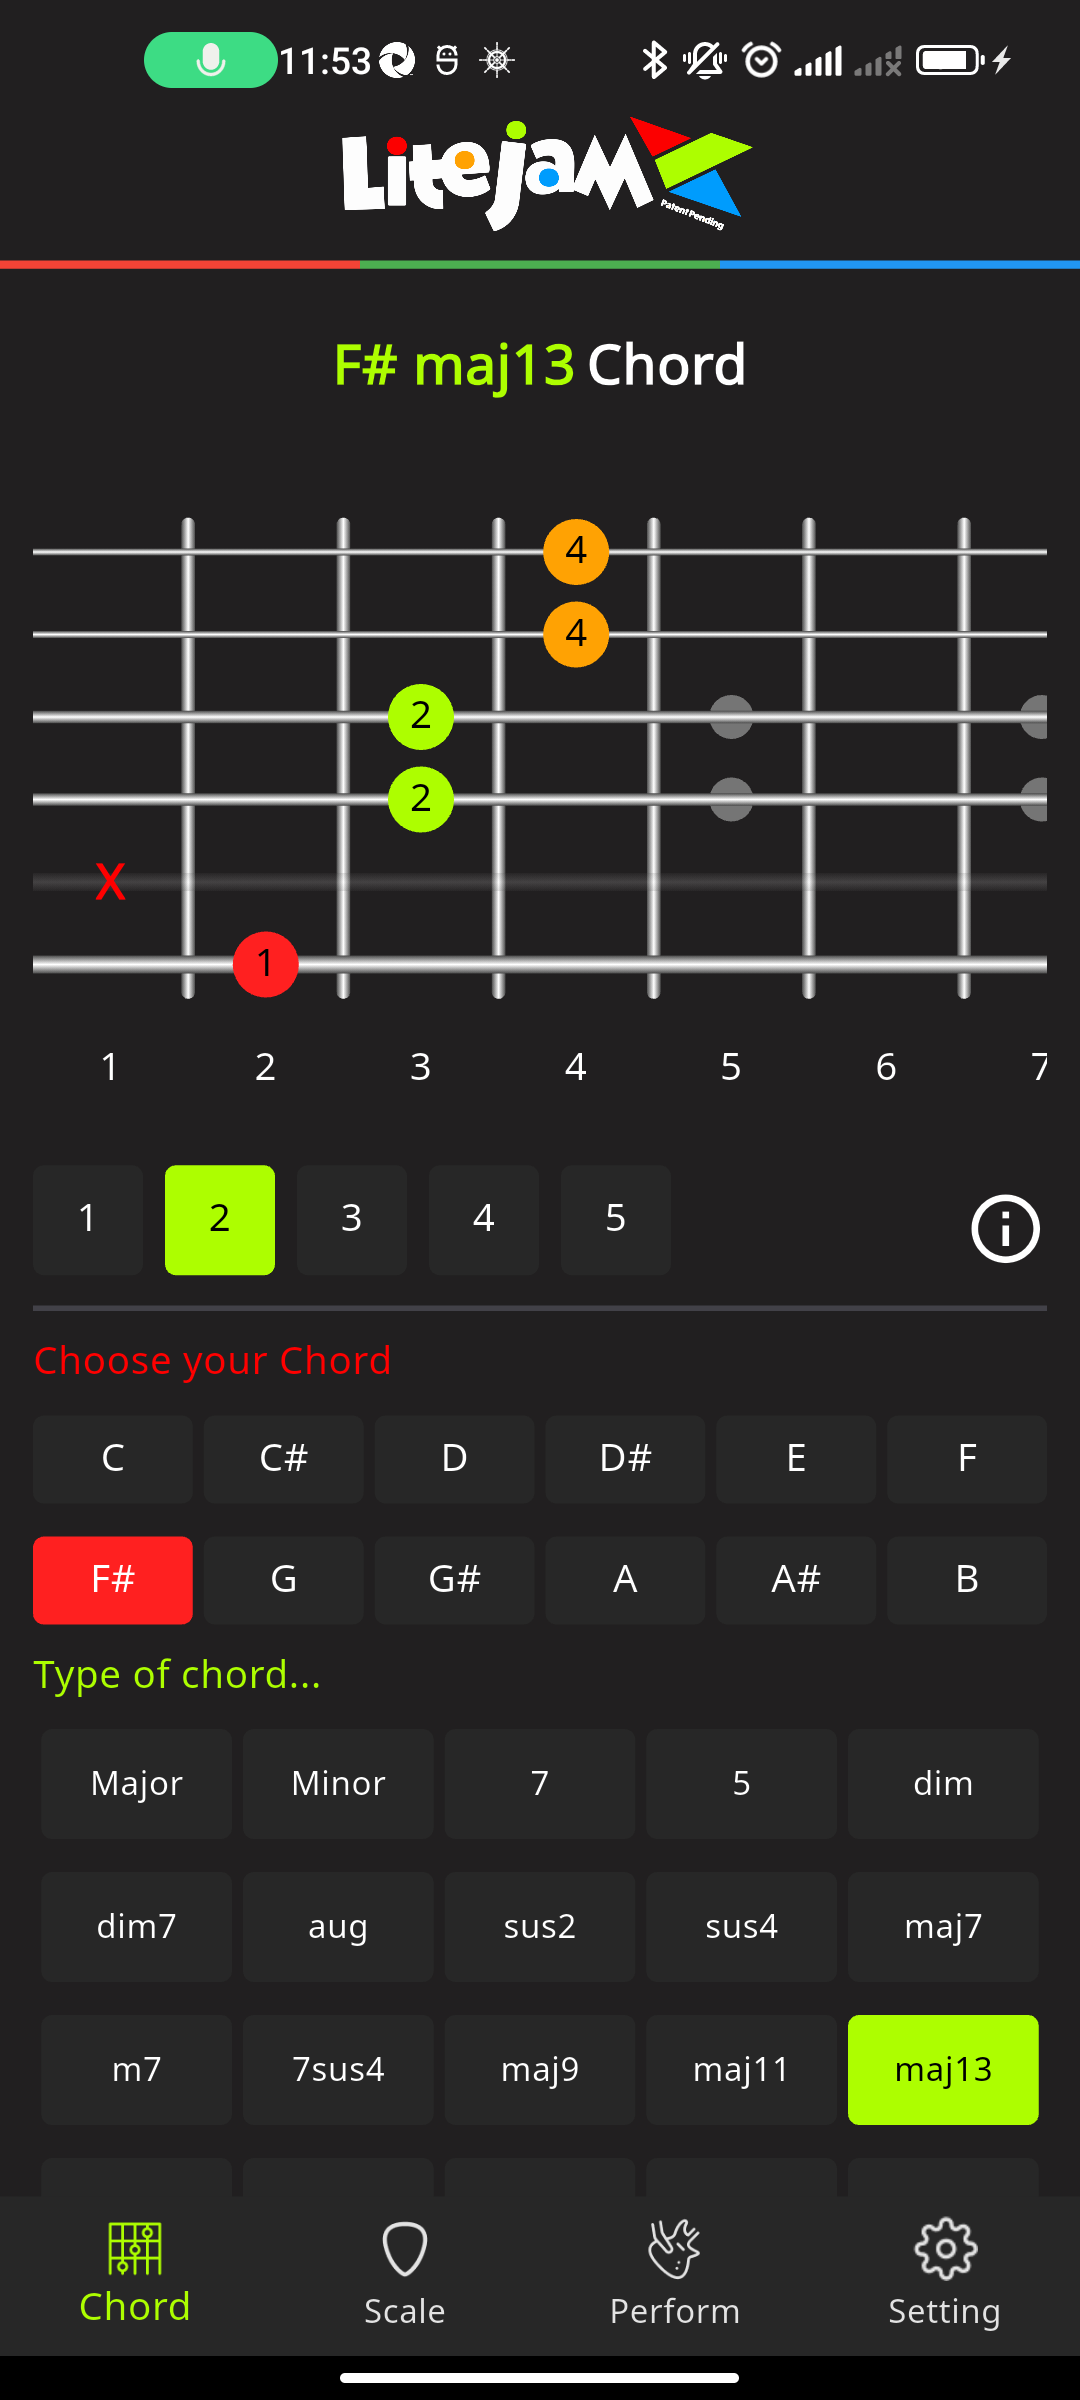 11:53
Litejam
Patent Pending
F# maj13 Chord
4
4
2
2
X
1
1 2 3 4 5 6 7
1 2 3 4 5
Choose your Chord
C C# D D# E F
F# G G# A A# B
Type of chord...
Major Minor 7 5 dim
dim7 aug sus2 sus4 maj7
m7 7sus4 maj9 maj11 maj13
Chord Scale Perform Setting